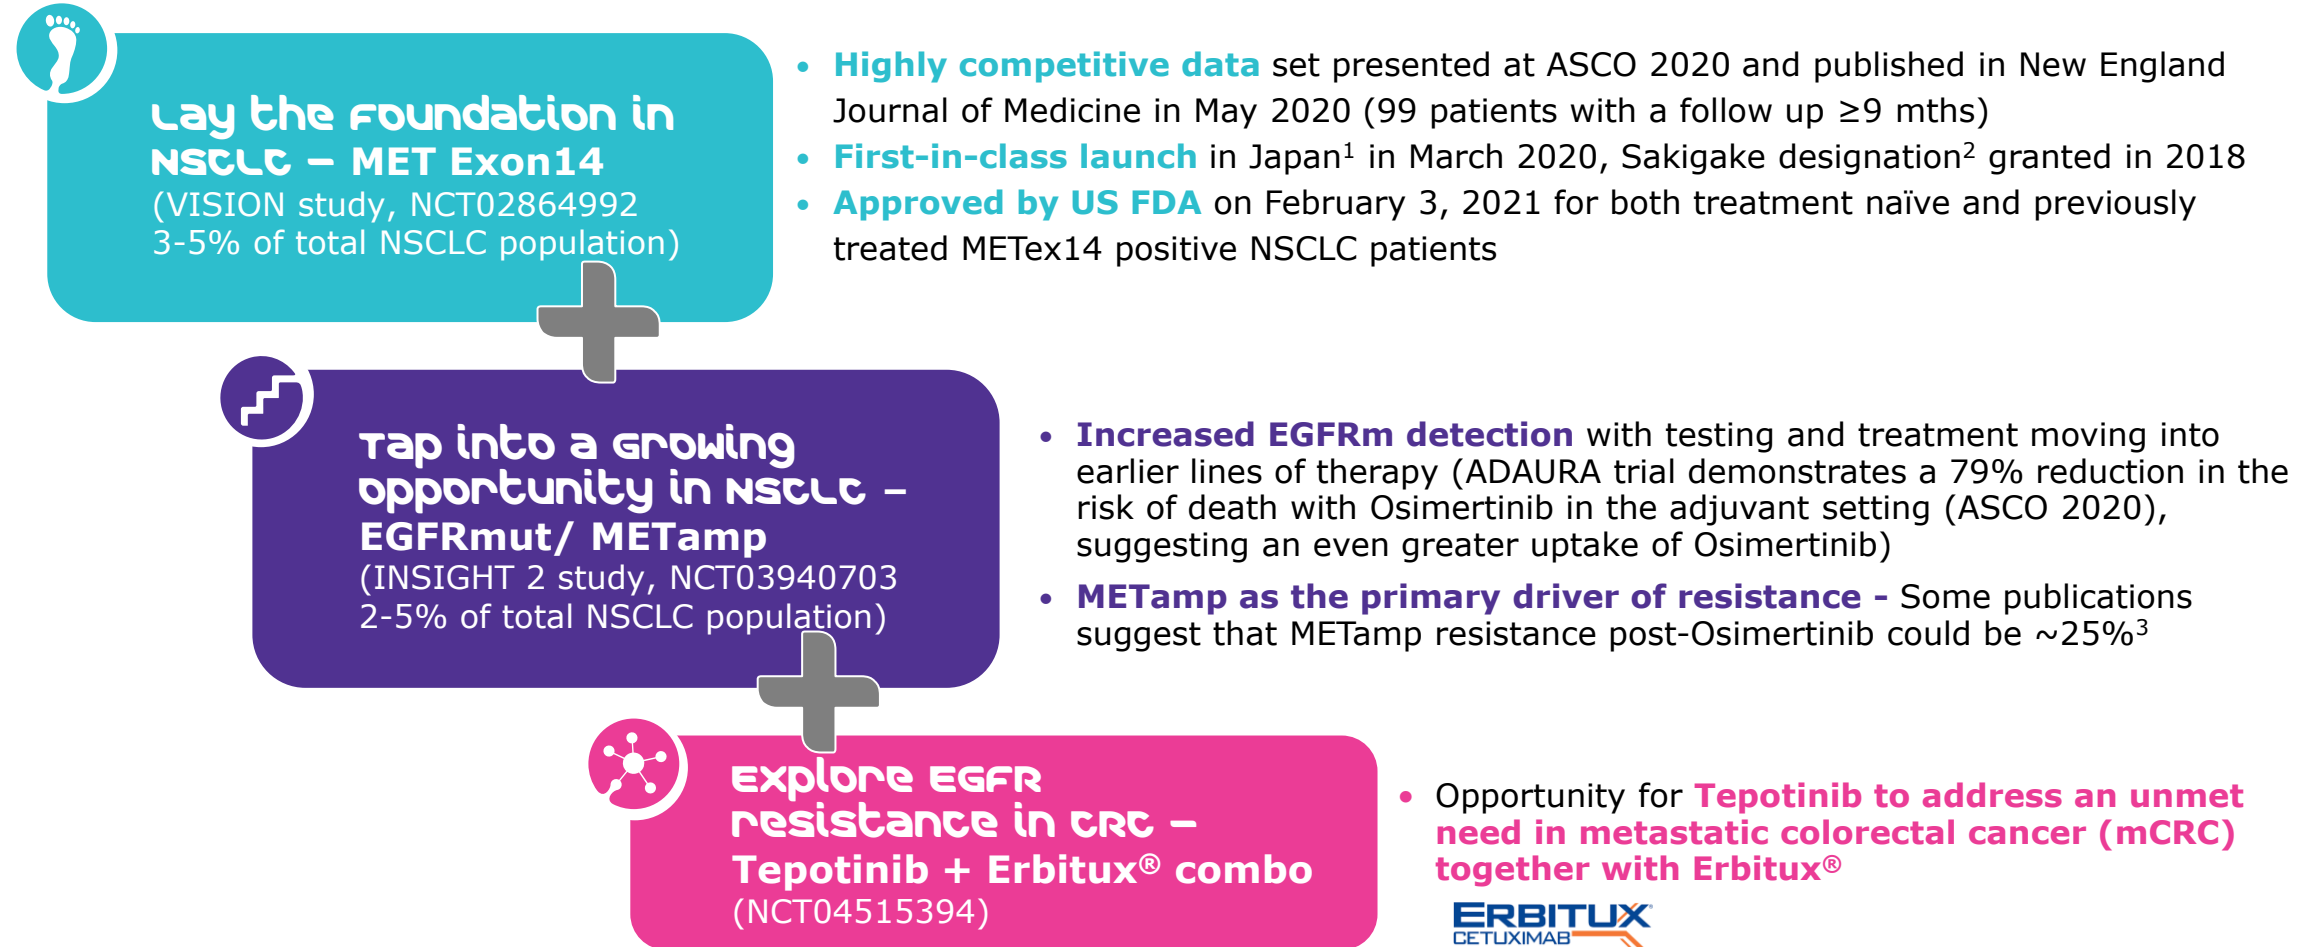 Lay the Foundation in
NSCLC – MET Exon14
(VISION study, NCT02864992
3-5% of total NSCLC population)
• Highly competitive data set presented at ASCO 2020 and published in New England
Journal of Medicine in May 2020 (99 patients with a follow up ≥9 mths)
• First-in-class launch in Japan¹ in March 2020, Sakigake designation² granted in 2018
• Approved by US FDA on February 3, 2021 for both treatment naïve and previously
treated METex14 positive NSCLC patients
Tap into a Growing
opportunity in NSCLC –
EGFRmut/ METamp
(INSIGHT 2 study, NCT03940703
2-5% of total NSCLC population)
• Increased EGFRm detection with testing and treatment moving into
earlier lines of therapy (ADAURA trial demonstrates a 79% reduction in the
risk of death with Osimertinib in the adjuvant setting (ASCO 2020),
suggesting an even greater uptake of Osimertinib)
• METamp as the primary driver of resistance - Some publications
suggest that METamp resistance post-Osimertinib could be ~25%³
Explore EGFR
resistance in CRC –
Tepotinib + Erbitux® combo
(NCT04515394)
• Opportunity for Tepotinib to address an unmet
need in metastatic colorectal cancer (mCRC)
together with Erbitux®
ERBITUX
CETUXIMAB